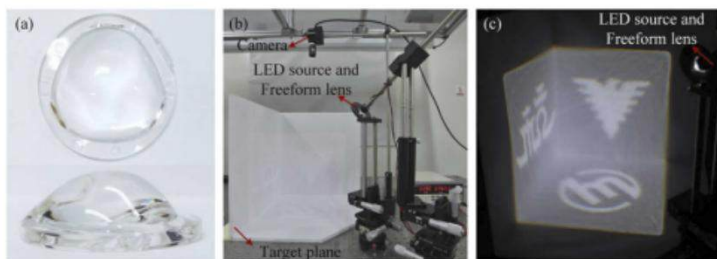 (a)
(b)
Camera
LED source and
Freeform lens
Target plane
(c)
LED source and
Freeform lens